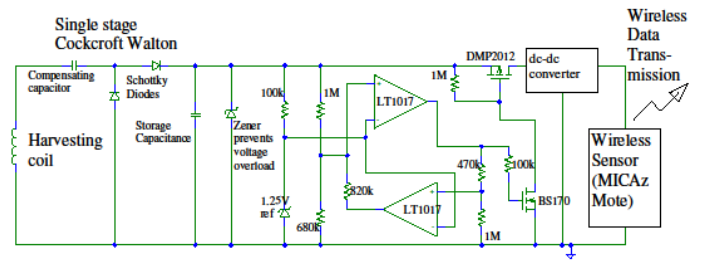 Single stage
Cockcroft Walton
Wireless
Data
Trans-
mission
DMP2012
dc-dc
converter
Compensating
capacitor
Schottky
Diodes
100k
1M
LT1017
1M
Harvesting
coil
Storage
Capacitance
Zener
prevents
voltage
overload
470k
100k
Wireless
Sensor
(MICAz
Mote)
1.25V
ref
820k
680k
LT1017
BS170
1M
+
-
+
-